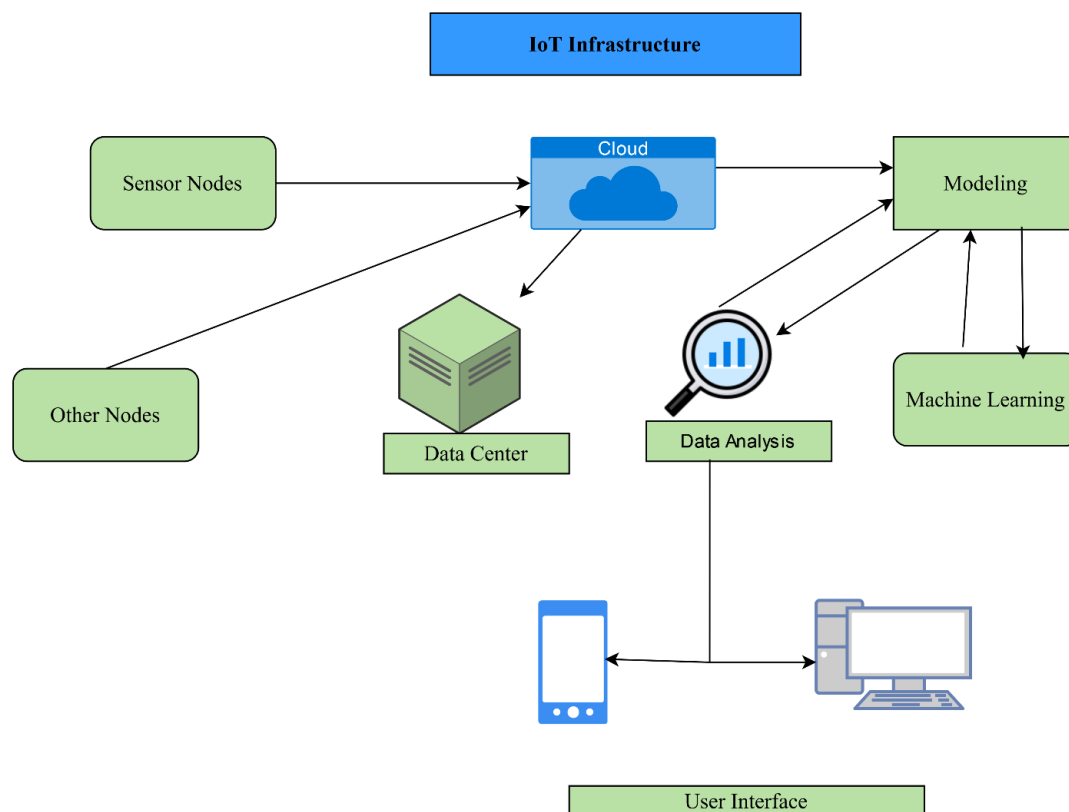 IoT Infrastructure
Cloud
Sensor Nodes
Modeling
Other Nodes
Machine Learning
Data Center
Data Analysis
User Interface